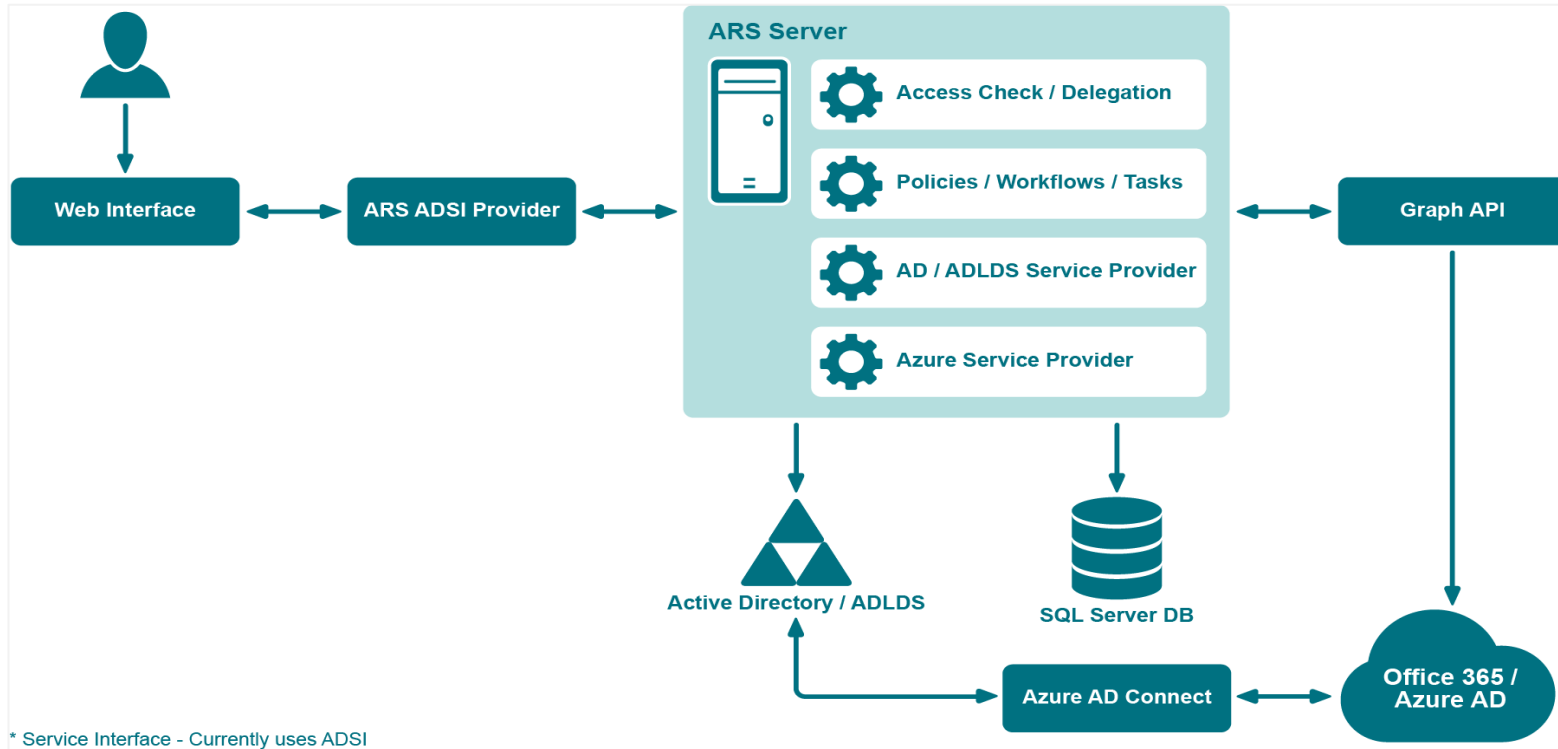 ARS Server
Access Check / Delegation
Policies / Workflows / Tasks
Web Interface
ARS ADSI Provider
Graph API
AD / ADLDS Service Provider
Azure Service Provider
Active Directory / ADLDS
SQL Server DB
Azure AD Connect
Office 365 /
Azure AD
* Service Interface - Currently uses ADSI